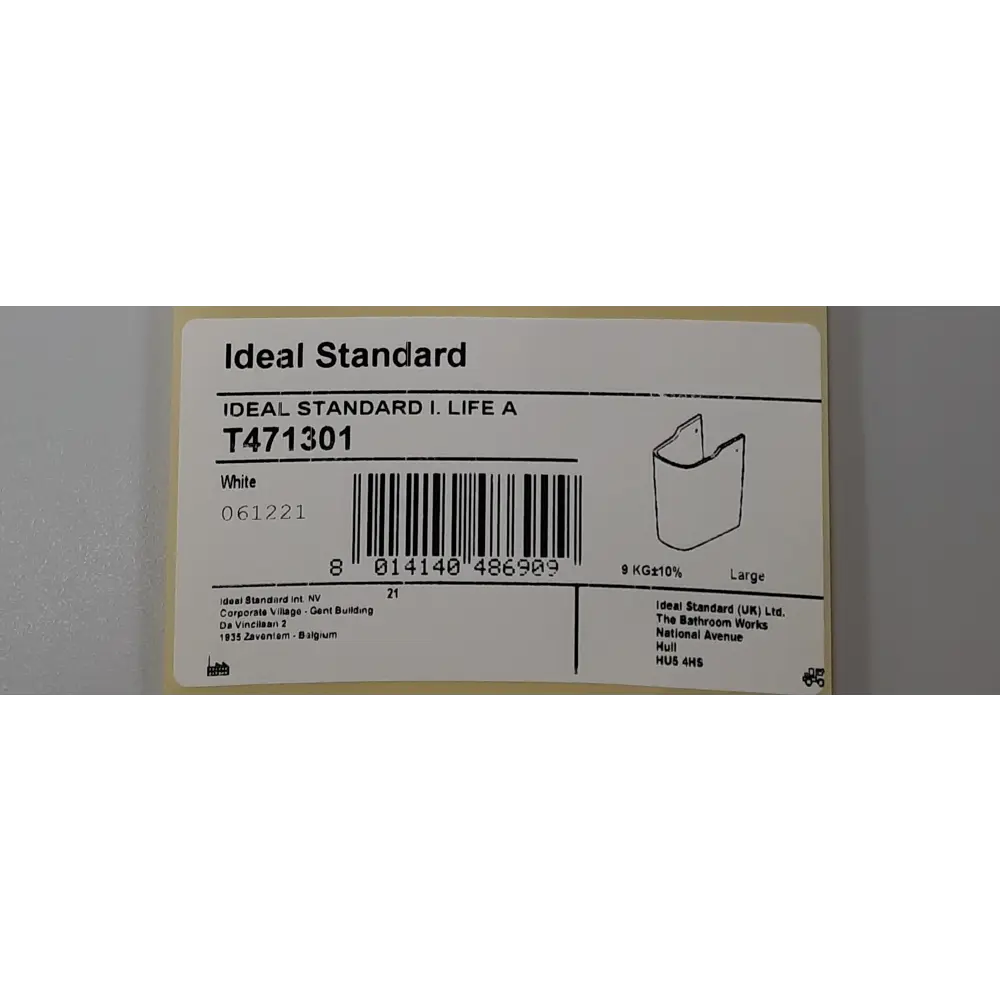 Ideal Standard
IDEAL STANDARD I. LIFE A
T471301
White
061221
8 014140 486909
9 KG±10%
Large
21
Ideal Standard Int. NV
Corporate Village - Gent Building
Da Vincilaan 2
1935 Zaventem - Belgium
Ideal Standard (UK) Ltd.
The Bathroom Works
National Avenue
Hull
HU5 4HS